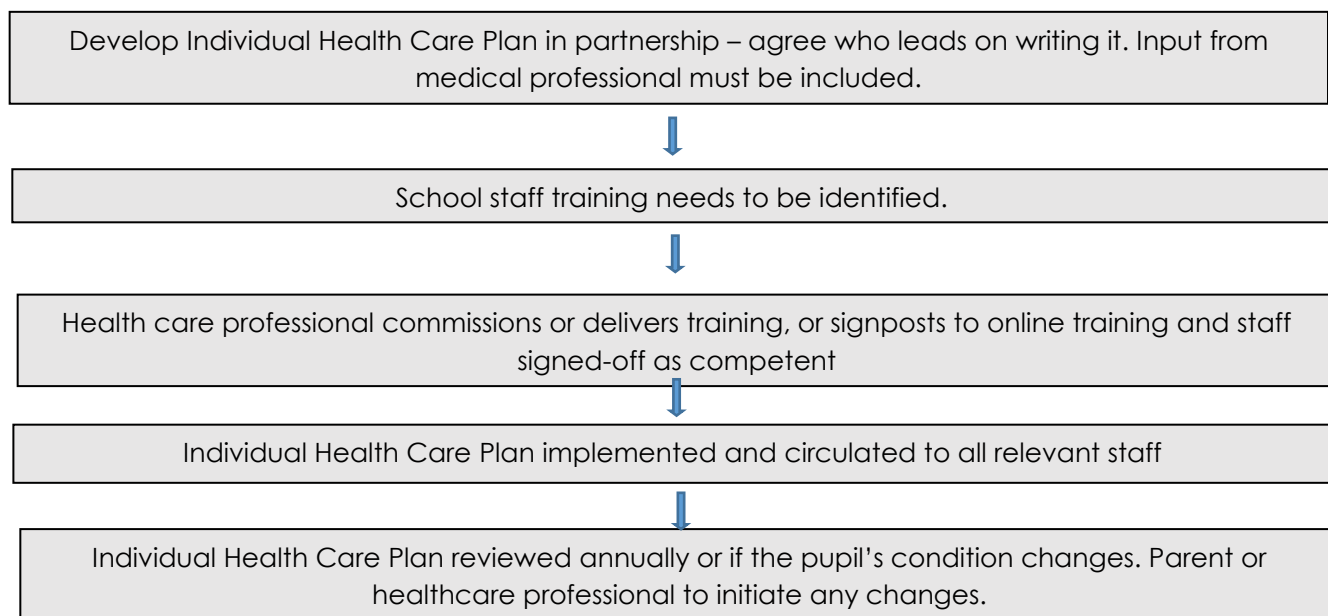 Develop Individual Health Care Plan in partnership – agree who leads on writing it. Input from
medical professional must be included.
School staff training needs to be identified.
Health care professional commissions or delivers training, or signposts to online training and staff
signed-off as competent
Individual Health Care Plan implemented and circulated to all relevant staff
Individual Health Care Plan reviewed annually or if the pupil’s condition changes. Parent or
healthcare professional to initiate any changes.